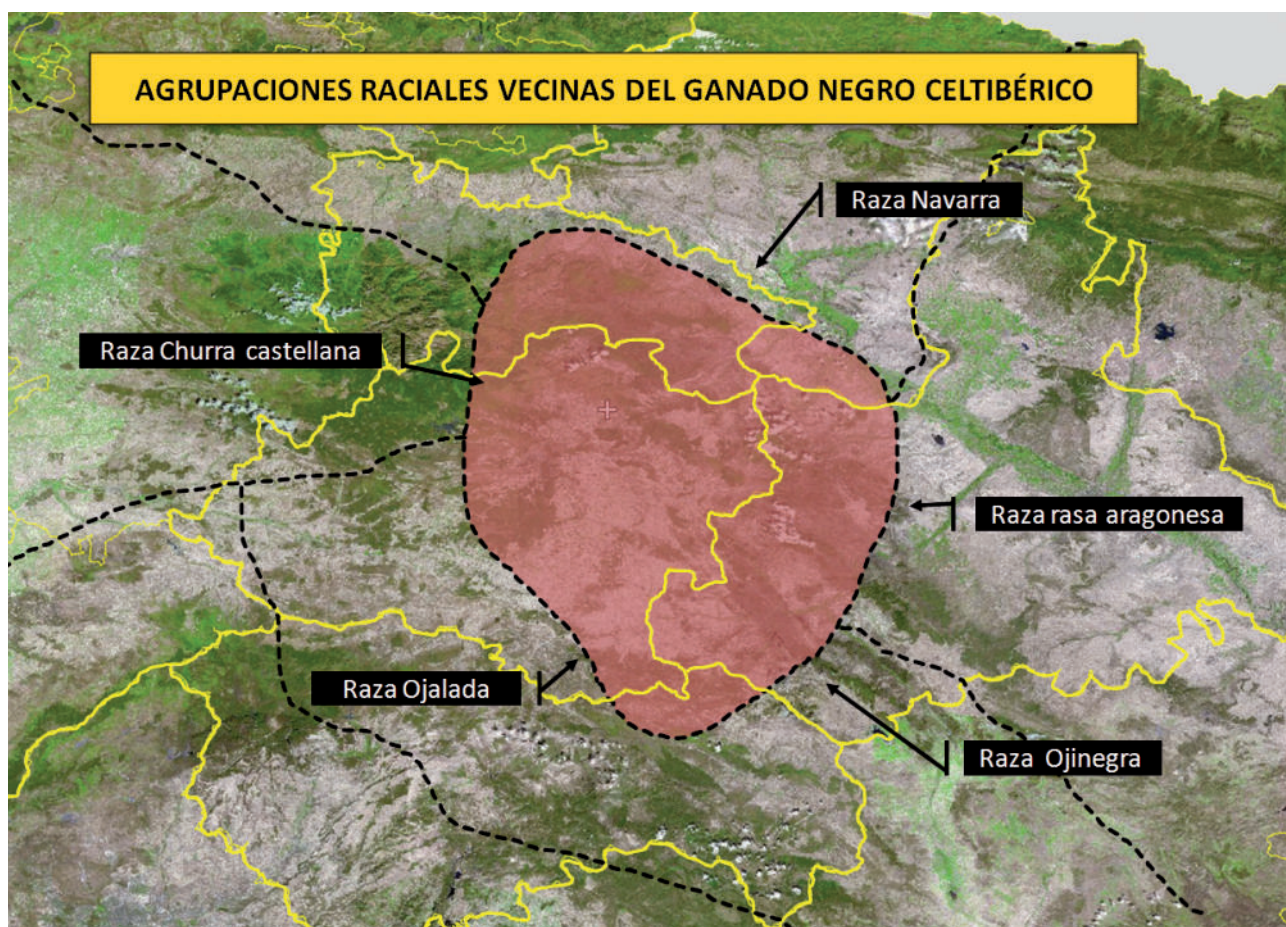 AGRUPACIONES RACIALES VECINAS DEL GANADO NEGRO CELTIBÉRICO
Raza Navarra
Raza Churra castellana
Raza rasa aragonesa
Raza Ojalada
Raza Ojinegra